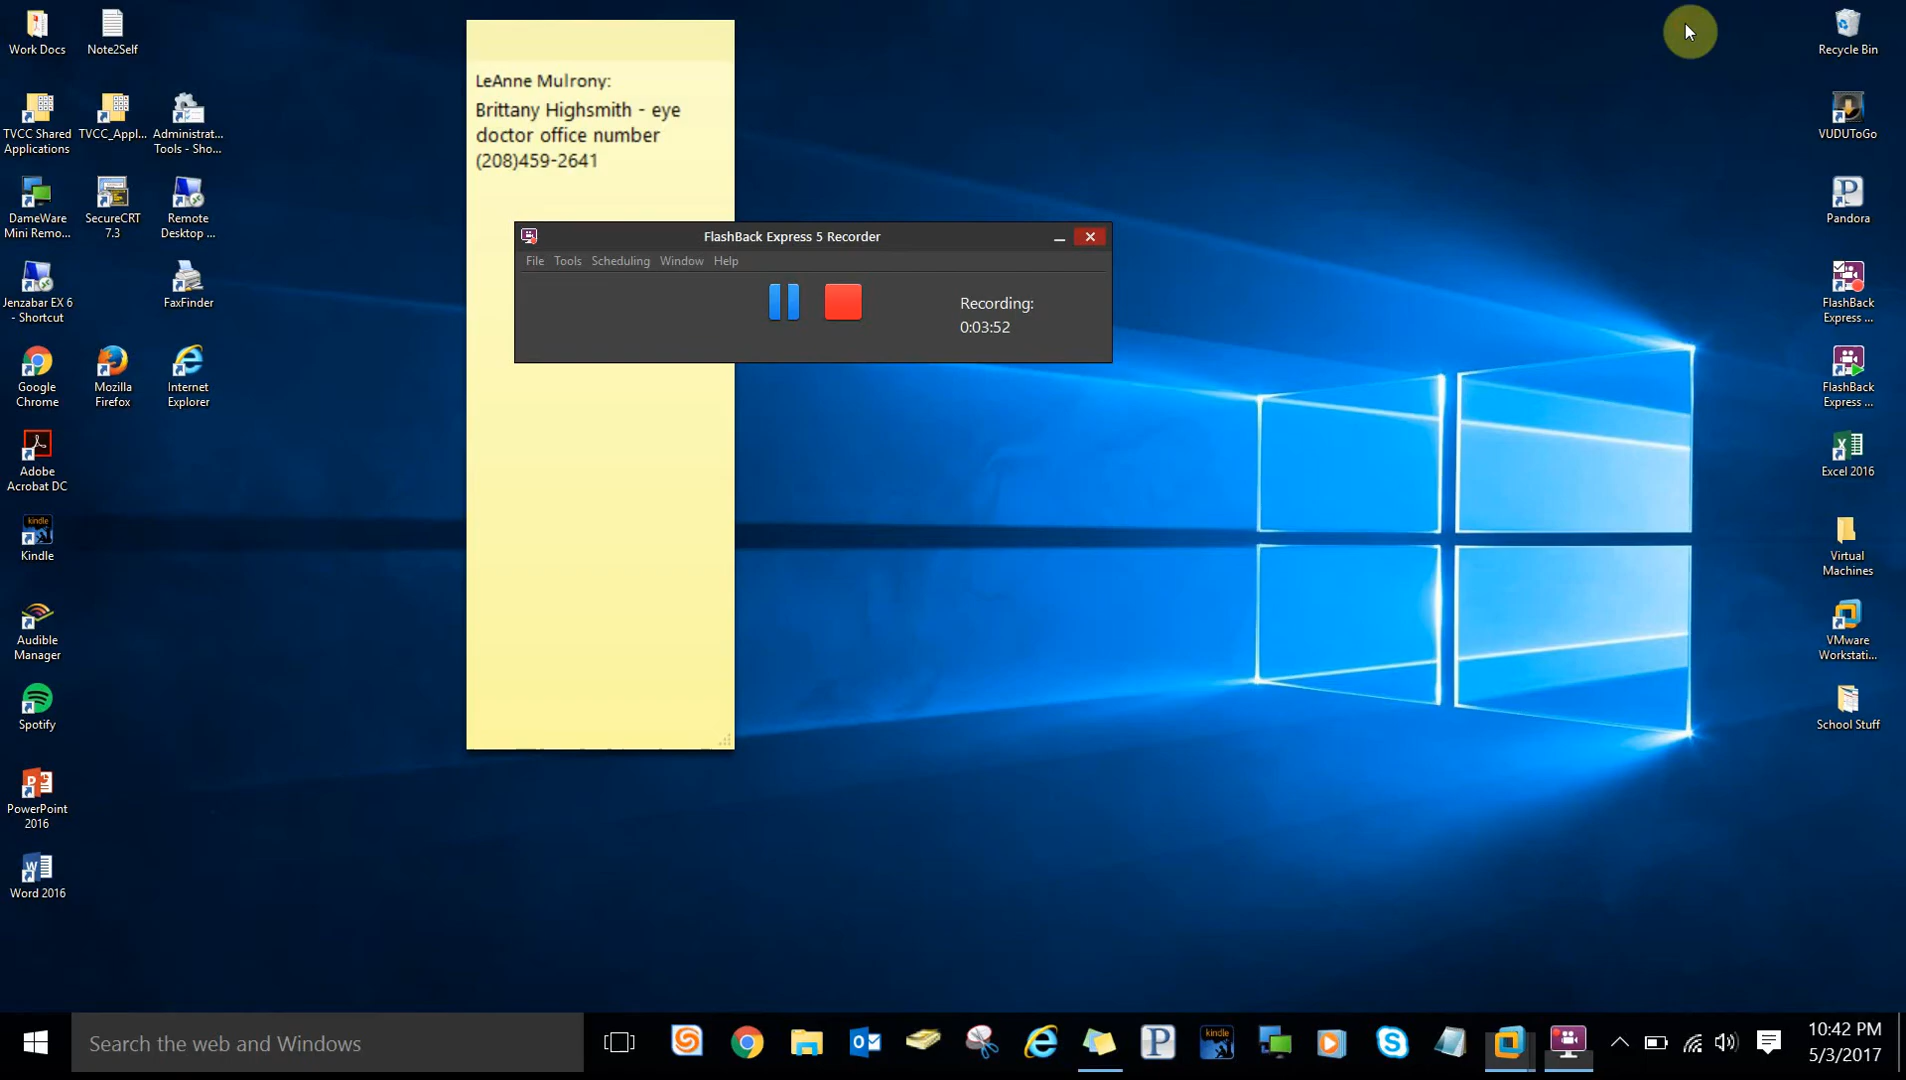 Work Docs
Note2Self
TVCC Shared
Applications
TVCC_Appl...
Administrat...
Tools - Sho...
DameWare
Mini Remo...
SecureCRT
7.3
Remote
Desktop ...
Jenzabar EX 6
- Shortcut
FaxFinder
Google
Chrome
Mozilla
Firefox
Internet
Explorer
Adobe
Acrobat DC
kindle
Kindle
Audible
Manager
Spotify
PowerPoint
2016
Word 2016
LeAnne Mulrony:
Brittany Highsmith - eye
doctor office number
(208)459-2641
FlashBack Express 5 Recorder
File Tools Scheduling Window Help
Recording:
0:03:52
Recycle Bin
VUDUToGo
Pandora
FlashBack
Express ...
FlashBack
Express ...
Excel 2016
Virtual
Machines
VMware
Workstati...
School Stuff
Search the web and Windows
kindle
10:42 PM
5/3/2017